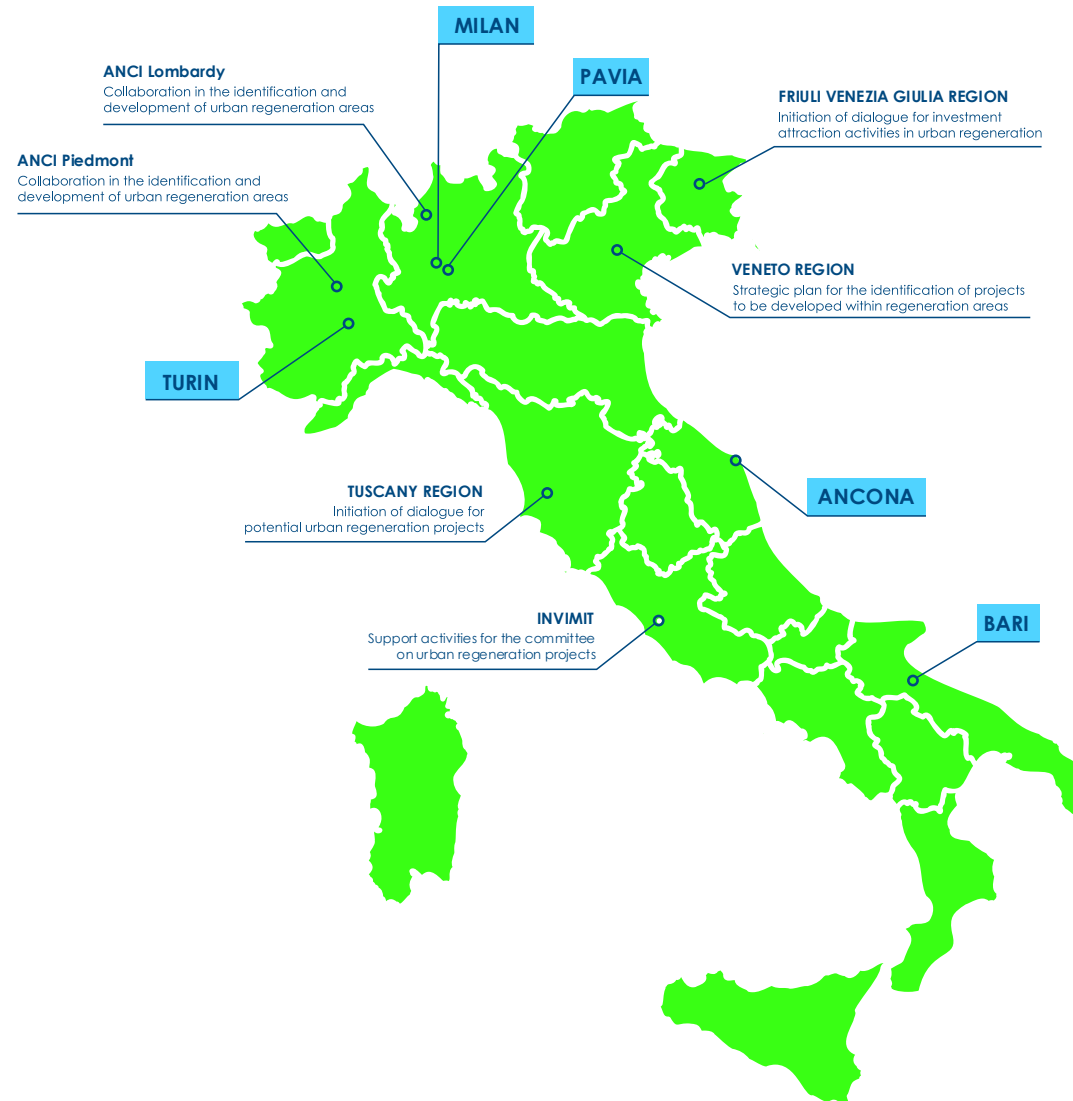 MILAN
PAVIA
ANCI Lombardy
Collaboration in the identification and
development of urban regeneration areas
FRIULI VENEZIA GIULIA REGION
Initiation of dialogue for investment
attraction activities in urban regeneration
ANCI Piedmont
Collaboration in the identification and
development of urban regeneration areas
VENETO REGION
Strategic plan for the identification of projects
to be developed within regeneration areas
TURIN
TUSCANY REGION
Initiation of dialogue for
potential urban regeneration projects
ANCONA
INVIMIT
Support activities for the committee
on urban regeneration projects
BARI